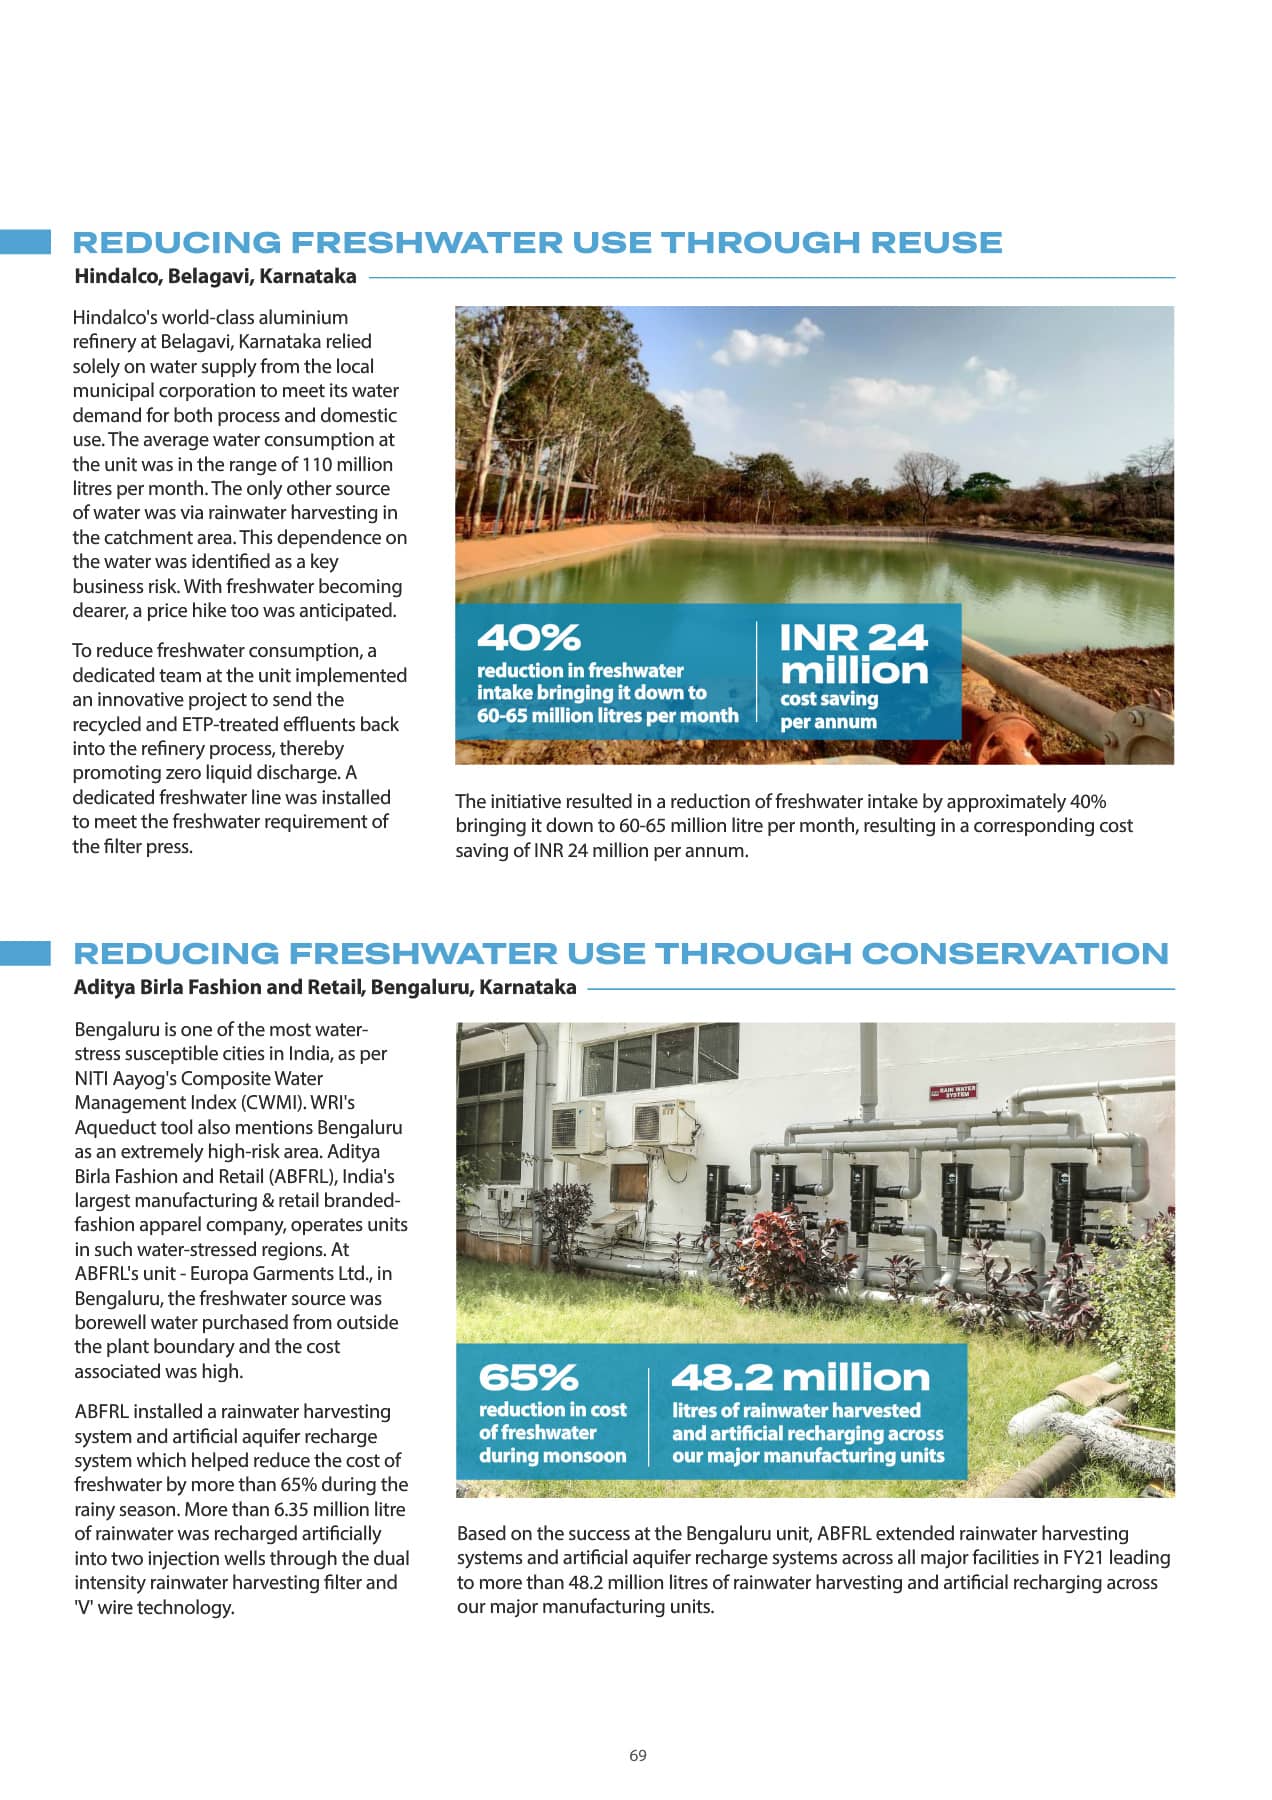 REDUCING FRESHWATER USE THROUGH REUSE
Hindalco, Belagavi, Karnataka
Hindalco's world-class aluminium
refinery at Belagavi, Karnataka relied
solely on water supply from the local
municipal corporation to meet its water
demand for both process and domestic
use. The average water consumption at
the unit was in the range of 110 million
litres per month. The only other source
of water was via rainwater harvesting in
the catchment area. This dependence on
the water was identified as a key
business risk. With freshwater becoming
dearer, a price hike too was anticipated.
To reduce freshwater consumption, a
dedicated team at the unit implemented
an innovative project to send the
recycled and ETP-treated effluents back
into the refinery process, thereby
promoting zero liquid discharge. A
dedicated freshwater line was installed
to meet the freshwater requirement of
the filter press.
40%
reduction in freshwater
intake bringing it down to
60-65 million litres per month
INR 24
million
cost saving
per annum
The initiative resulted in a reduction of freshwater intake by approximately 40%
bringing it down to 60-65 million litre per month, resulting in a corresponding cost
saving of INR 24 million per annum.
REDUCING FRESHWATER USE THROUGH CONSERVATION
Aditya Birla Fashion and Retail, Bengaluru, Karnataka
Bengaluru is one of the most water-
stress susceptible cities in India, as per
NITI Aayog's Composite Water
Management Index (CWMI). WRI's
Aqueduct tool also mentions Bengaluru
as an extremely high-risk area. Aditya
Birla Fashion and Retail (ABFRL), India's
largest manufacturing & retail branded-
fashion apparel company, operates units
in such water-stressed regions. At
ABFRL's unit - Europa Garments Ltd., in
Bengaluru, the freshwater source was
borewell water purchased from outside
the plant boundary and the cost
associated was high.
ABFRL installed a rainwater harvesting
system and artificial aquifer recharge
system which helped reduce the cost of
freshwater by more than 65% during the
rainy season. More than 6.35 million litre
of rainwater was recharged artificially
into two injection wells through the dual
intensity rainwater harvesting filter and
'V' wire technology.
RAIN WATER
SYSTEM
65%
reduction in cost
of freshwater
during monsoon
48.2 million
litres of rainwater harvested
and artificial recharging across
our major manufacturing units
Based on the success at the Bengaluru unit, ABFRL extended rainwater harvesting
systems and artificial aquifer recharge systems across all major facilities in FY21 leading
to more than 48.2 million litres of rainwater harvesting and artificial recharging across
our major manufacturing units.
69